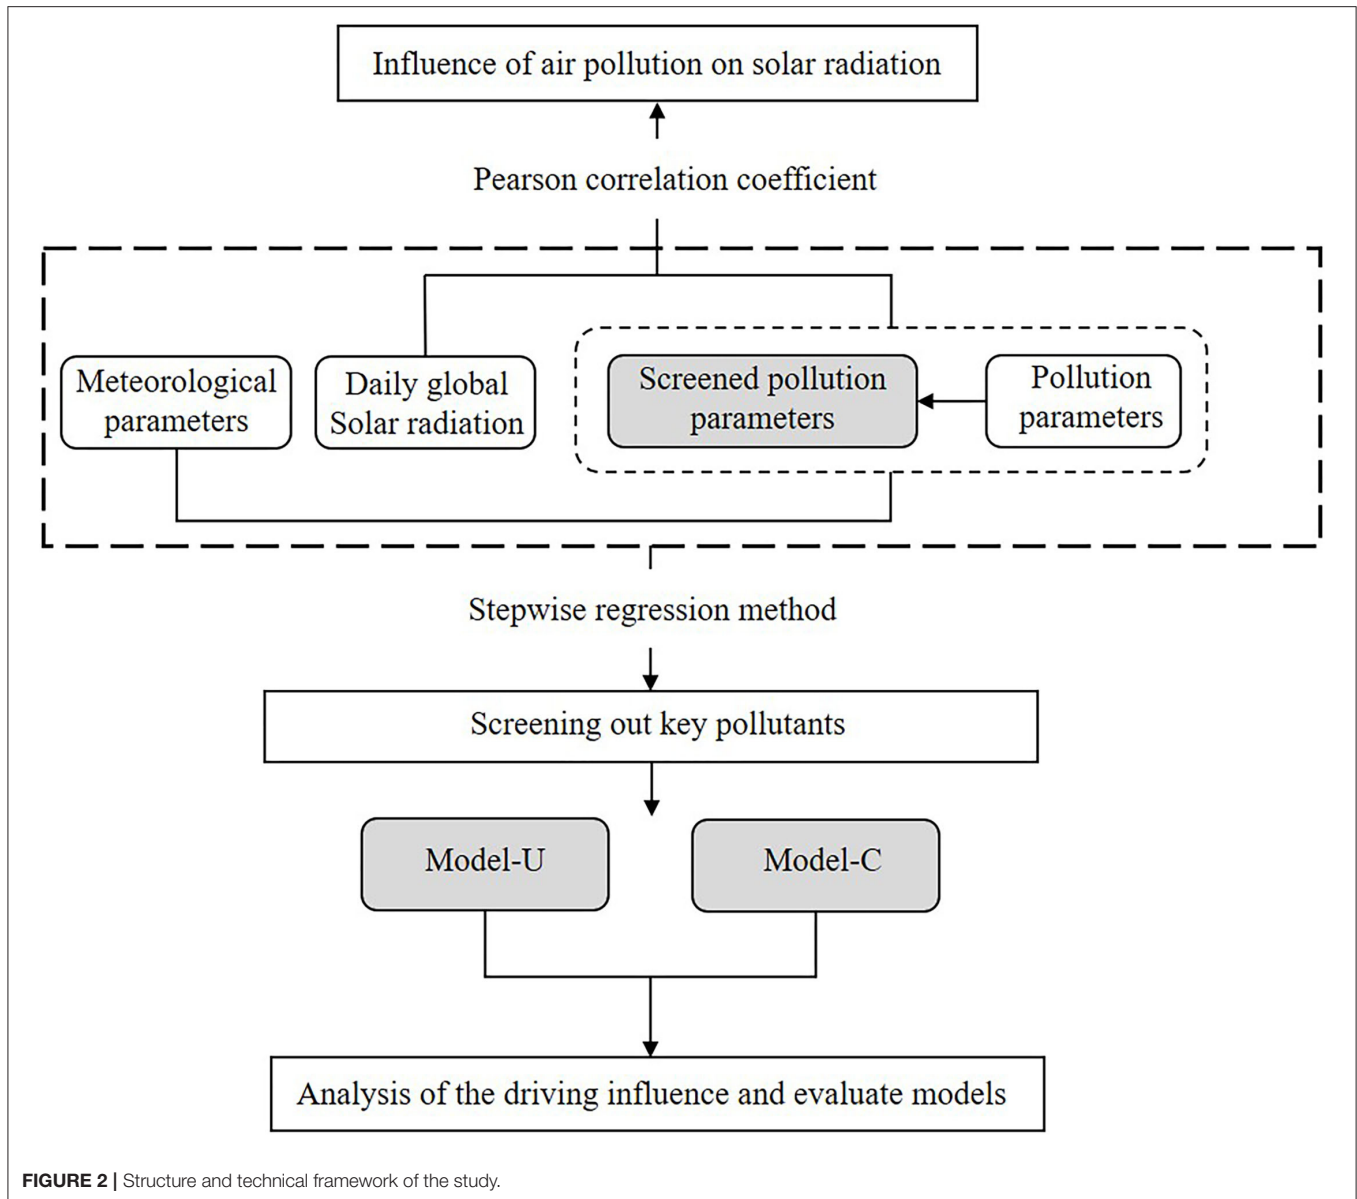 Influence of air pollution on solar radiation
Pearson correlation coefficient
Meteorological
parameters
Daily global
Solar radiation
Screened pollution
parameters
Pollution
parameters
Stepwise regression method
Screening out key pollutants
Model-U
Model-C
Analysis of the driving influence and evaluate models
FIGURE 2 | Structure and technical framework of the study.